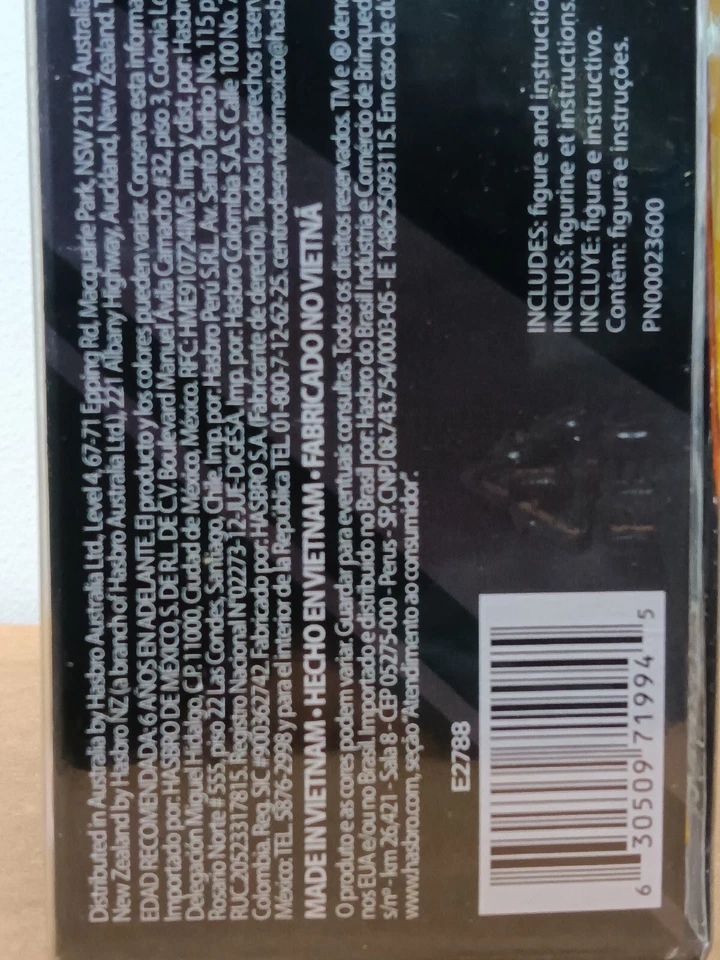 Distributed in Australia by Hasbro Australia Ltd., Level 4, 67-71 Epping Rd, Macquarie Park, NSW 2113, Australia
New Zealand by Hasbro NZ (a branch of Hasbro Australia Ltd.), 221 Albany Highway, Auckland, New Zealand.
EDAD RECOMENDADA: 6 AÑOS EN ADELANTE. El producto y los colores pueden variar. Conserve esta
Importado por: HASBRO DE MÉXICO, S. DE R.L. DE C.V. Boulevard Manuel Ávila Camacho #32, piso 3, Colonia
Delegación Miguel Hidalgo, C.P. 11000, Ciudad de México, México. RFC: HME910724IM5. Imp. y dist. por: Hasbro
Rosario Norte # 555, piso 22 Las Condes, Santiago, Chile. Imp. por: Hasbro Perú S.R.L. Av. Santo Toribio No. 115
RUC 20523317815. Registro Nacional N°02273-12-JUE-DIGESA. Imp. por: Hasbro Colombia S.A.S. Calle 100 No.
Colombia. Reg. SIC #900362742. Fabricado por: HASBRO S.A. (Fabricante de derecho). Todos los derechos
México: TEL. 5876-2998 y para el interior de la República TEL. 01-800-7-12-62-25.
MADE IN VIETNAM • HECHO EN VIETNAM • FABRICADO NO VIETNÃ
O produto e as cores podem variar. Guardar para eventuais consultas. Todos os direitos reservados. TM e ®
nos EUA e/ou no Brasil. Importado e distribuído no Brasil por: Hasbro do Brasil Indústria e Comércio de
s/nº - km 26,421 - Sala 8 - CEP 05275-000 - Perus - SP. CNPJ 08.743.754/0003-05 - IE 148625093115. Em caso de
www.hasbro.com, seção "Atendimento ao consumidor".
E2788
6 30509 71994 5
INCLUDES: figure and
INCLUS: figurine et instructions.
INCLUYE: figura e instructivo.
Contém: figura e instruções.
PN00023600